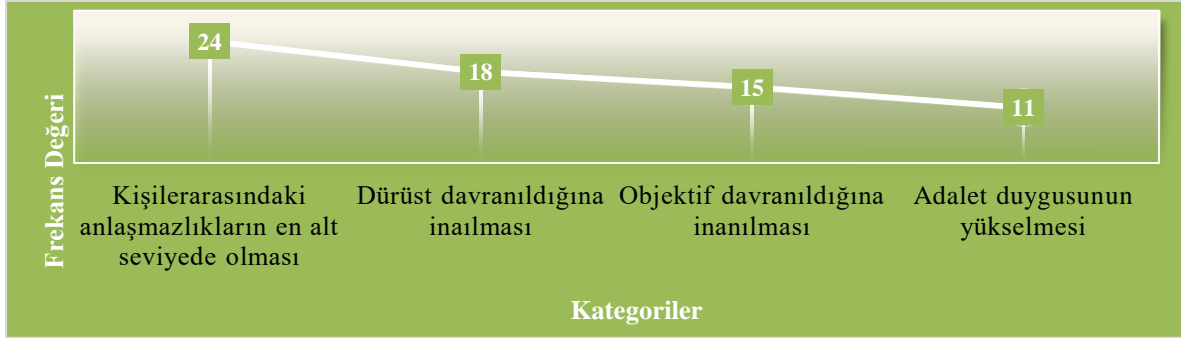 24
18
15
11
Frekans Değeri
Kişilerarasındaki
anlaşmazlıkların en alt
seviyede olması
Dürüst davranıldığına
inaılması
Objektif davranıldığına
inanılması
Adalet duygusunun
yükselmesi
Kategoriler